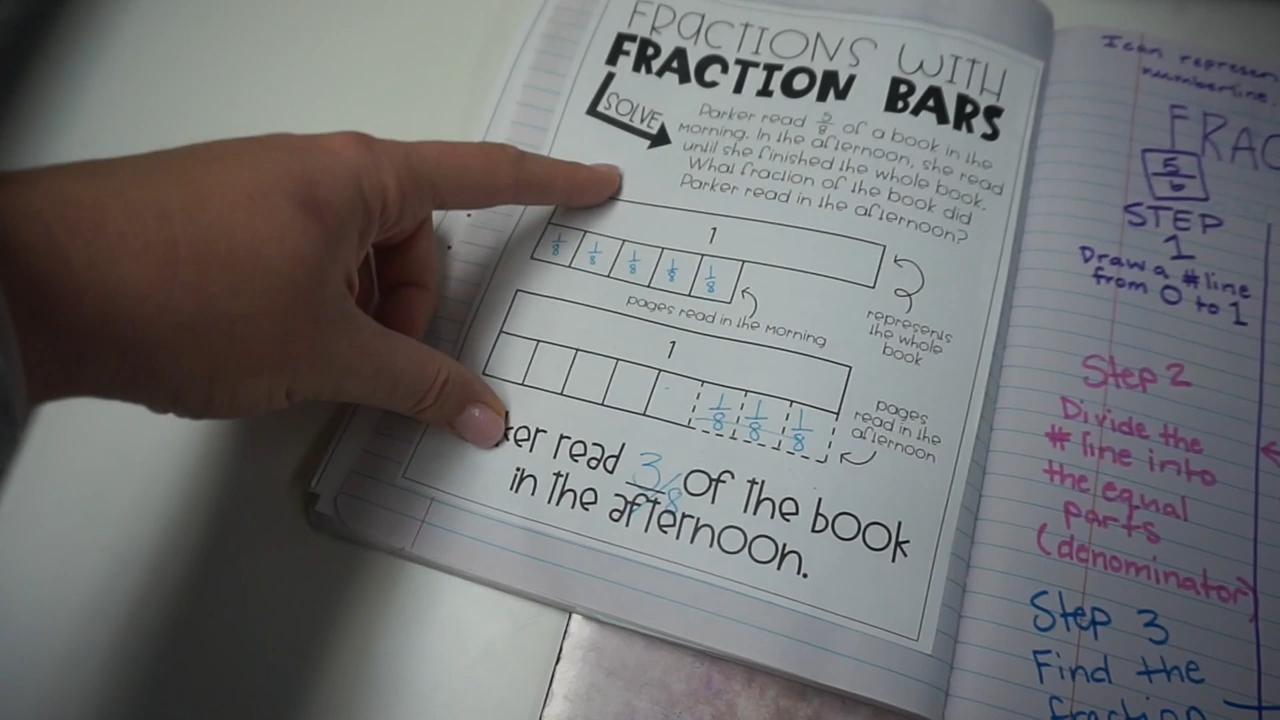 FRACTIONS WITH
FRACTION BARS
SOLVE
Parker read 5/8 of a book in the
morning. In the afternoon, she read
until she finished the whole book.
What fraction of the book did
Parker read in the afternoon?
1
1/8 1/8 1/8 1/8 1/8
pages read in the morning
represents
the whole
book
1
1/8 1/8 1/8
pages
read in the
afternoon
ker read 3/8 of the book
in the afternoon.
I can represen
numberline.
FRAC
STEP
1
Draw a #line
from 0 to 1
Step 2
Divide the
# line into
the equal
parts
(denominator)
Step 3
Find the
fraction